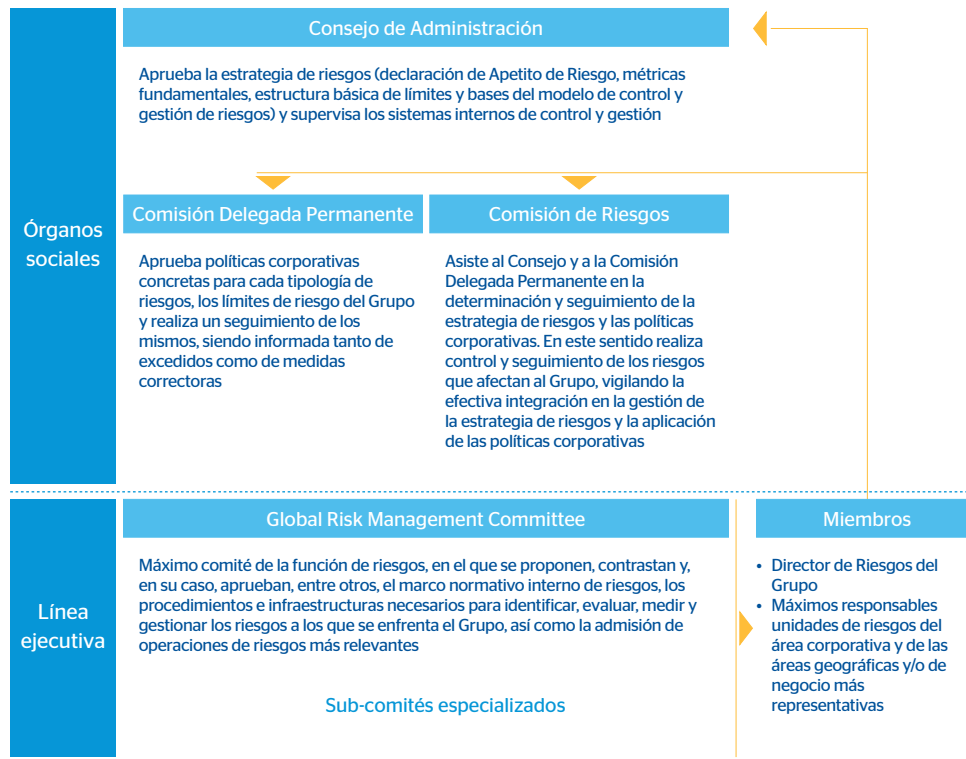 Órganos
sociales
Consejo de Administración
Aprueba la estrategia de riesgos (declaración de Apetito de Riesgo, métricas
fundamentales, estructura básica de límites y bases del modelo de control y
gestión de riesgos) y supervisa los sistemas internos de control y gestión
Comisión Delegada Permanente
Aprueba políticas corporativas
concretas para cada tipología de
riesgos, los límites de riesgo del Grupo
y realiza un seguimiento de los
mismos, siendo informada tanto de
excedidos como de medidas
correctoras
Comisión de Riesgos
Asiste al Consejo y a la Comisión
Delegada Permanente en la
determinación y seguimiento de la
estrategia de riesgos y las políticas
corporativas. En este sentido realiza
control y seguimiento de los riesgos
que afectan al Grupo, vigilando la
efectiva integración en la gestión de
la estrategia de riesgos y la aplicación
de las políticas corporativas
Línea
ejecutiva
Global Risk Management Committee
Máximo comité de la función de riesgos, en el que se proponen, contrastan y,
en su caso, aprueban, entre otros, el marco normativo interno de riesgos, los
procedimientos e infraestructuras necesarios para identificar, evaluar, medir y
gestionar los riesgos a los que se enfrenta el Grupo, así como la admisión de
operaciones de riesgos más relevantes
Sub-comités especializados
Miembros
• Director de Riesgos del
Grupo
• Máximos responsables
unidades de riesgos del
área corporativa y de las
áreas geográficas y/o de
negocio más
representativas